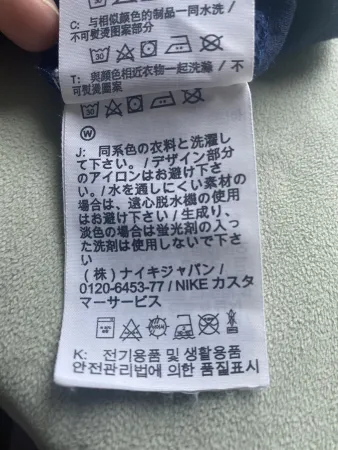 C: 与相似颜色的制品一同水洗 /
不可熨烫图案部分
30
T: 與顏色相近衣物一起洗滌 / 不
可熨燙圖案
30
W
J: 同系色の衣料と洗濯し
て下さい。/ デザイン部分
のアイロンはお避け下さ
い。/ 水を通しにくい素材の
場合は、遠心脱水機の使用
はお避け下さい / 生成り、
淡色の場合は蛍光剤の入っ
た洗剤は使用しないで下さ
い
(株) ナイキジャパン /
0120-6453-77 / NIKE カスタ
マーサービス
K: 전기용품 및 생활용품
안전관리법에 의한 품질표시